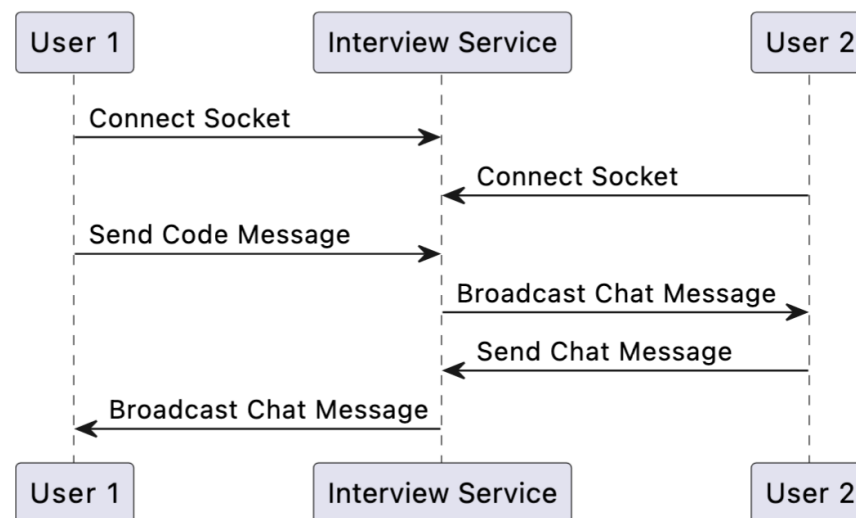 User 1
Interview Service
User 2
Connect Socket
Connect Socket
Send Code Message
Broadcast Chat Message
Send Chat Message
Broadcast Chat Message
User 1
Interview Service
User 2